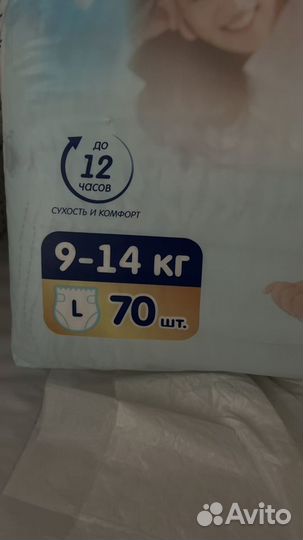 до
12
часов
СУХОСТЬ И КОМФОРТ
9-14 кг
L 70 шт.
Avito